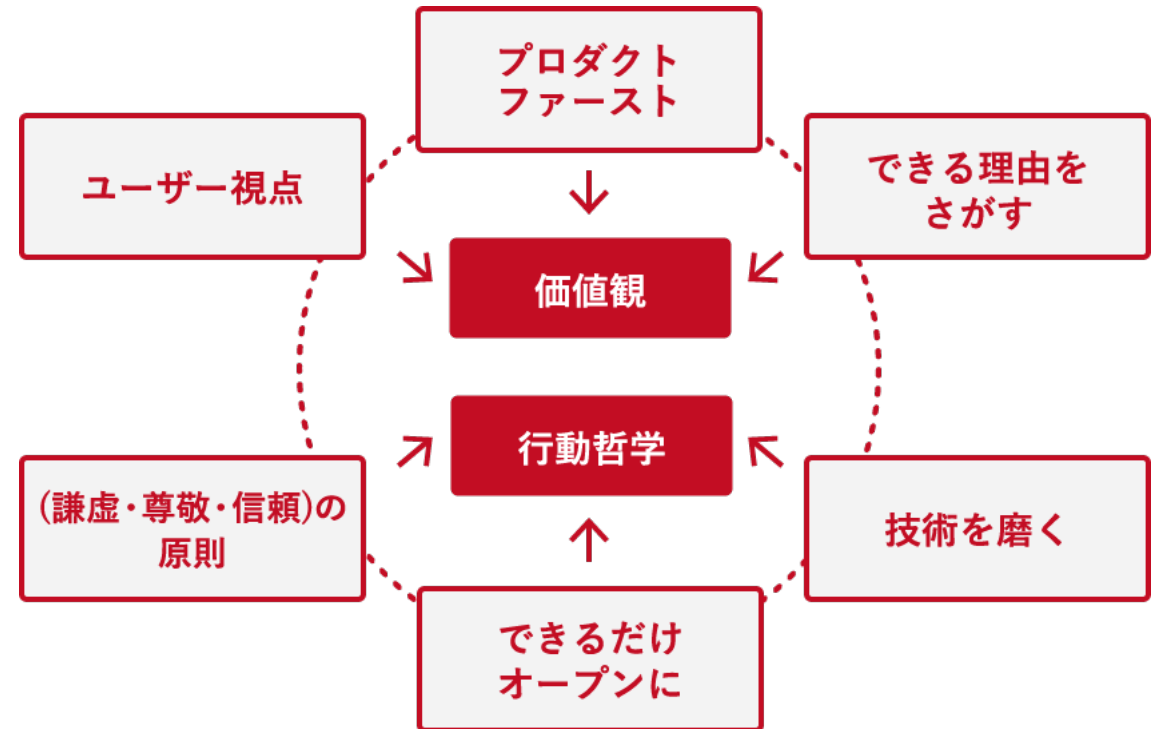 プロダクト
ファースト
ユーザー視点
できる理由を
さがす
価値観
行動哲学
(謙虚・尊敬・信頼)の
原則
技術を磨く
できるだけ
オープンに